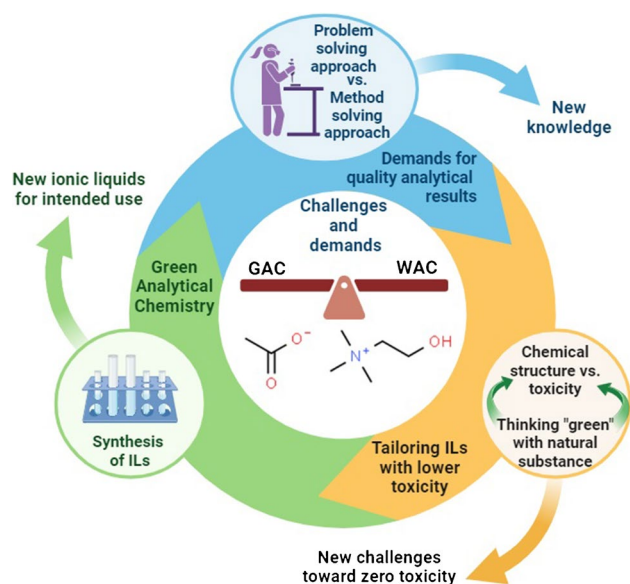 Problem
solving
approach
vs.
Method
solving
approach
New
knowledge
Demands for
quality analytical
results
New ionic liquids
for intended use
Challenges
and
demands
Green
Analytical
Chemistry
GAC
WAC
O⁻
O
N⁺
OH
Chemical
structure vs.
toxicity
Thinking "green"
with natural
substance
Synthesis
of ILs
Tailoring ILs
with lower
toxicity
New challenges
toward zero toxicity